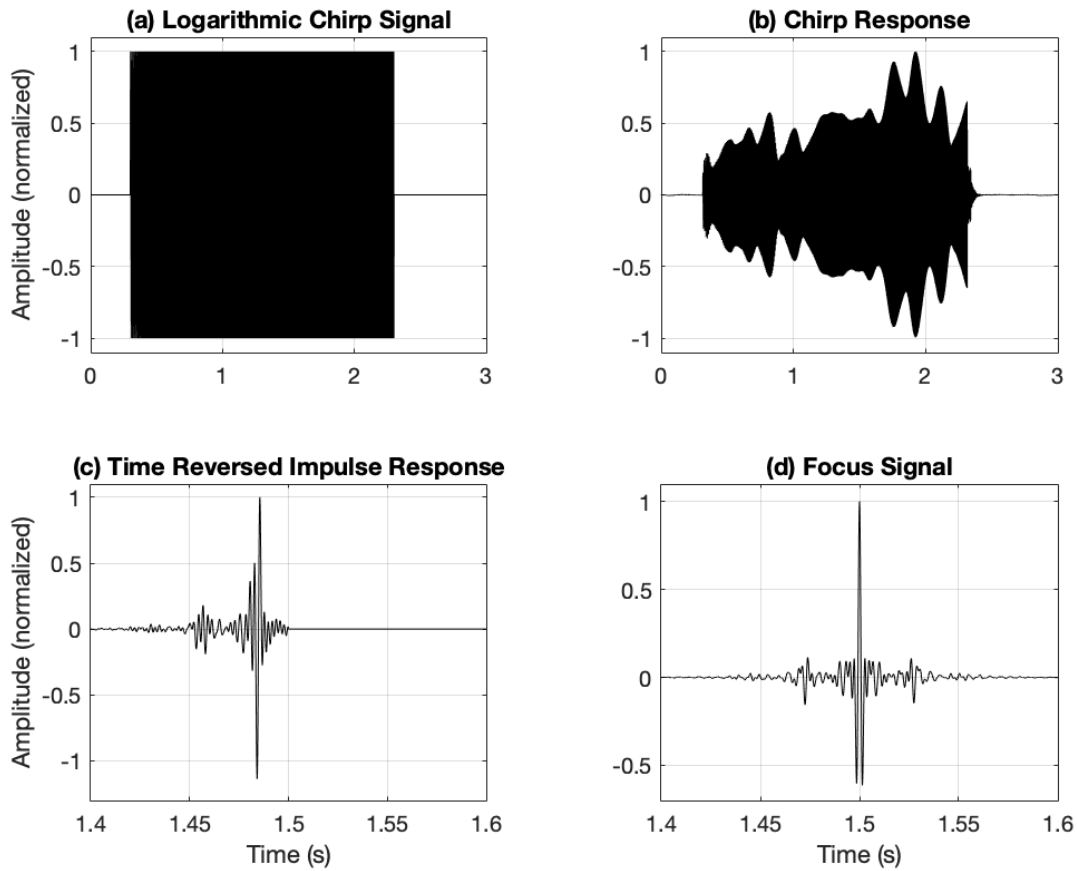 (a) Logarithmic Chirp Signal
Amplitude (normalized)
1
0.5
0
-0.5
-1
0 1 2 3
(b) Chirp Response
1
0.5
0
-0.5
-1
0 1 2 3
(c) Time Reversed Impulse Response
Amplitude (normalized)
1
0.5
0
-0.5
-1
1.4 1.45 1.5 1.55 1.6
Time (s)
(d) Focus Signal
1
0.5
0
-0.5
1.4 1.45 1.5 1.55 1.6
Time (s)